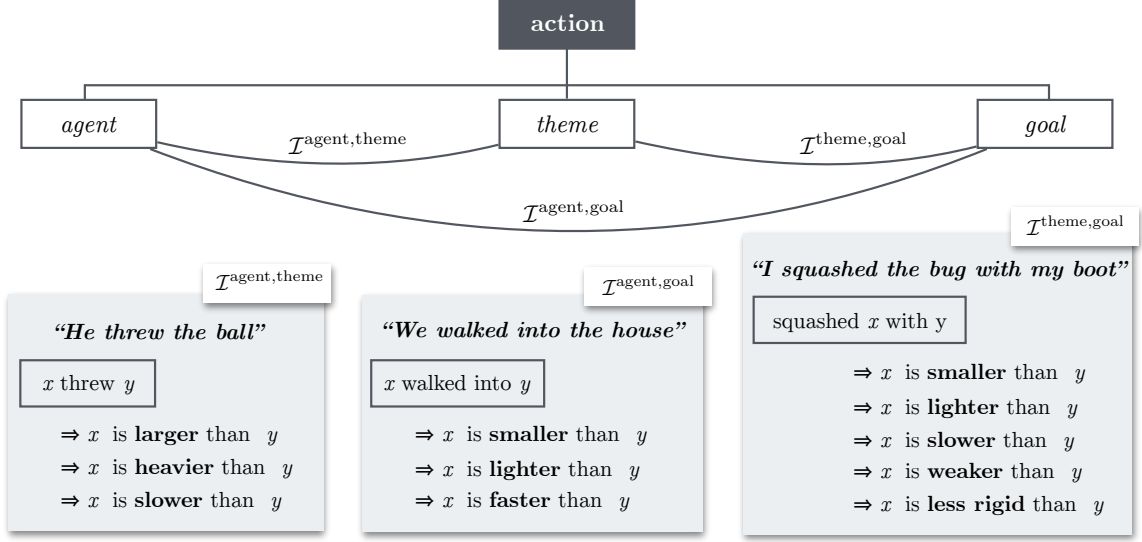 action
agent
theme
goal
ℐ^agent,theme
ℐ^theme,goal
ℐ^agent,goal
ℐ^agent,theme
“He threw the ball”
x threw y
⇒ x is larger than y
⇒ x is heavier than y
⇒ x is slower than y
ℐ^agent,goal
“We walked into the house”
x walked into y
⇒ x is smaller than y
⇒ x is lighter than y
⇒ x is faster than y
ℐ^theme,goal
“I squashed the bug with my boot”
squashed x with y
⇒ x is smaller than y
⇒ x is lighter than y
⇒ x is slower than y
⇒ x is weaker than y
⇒ x is less rigid than y